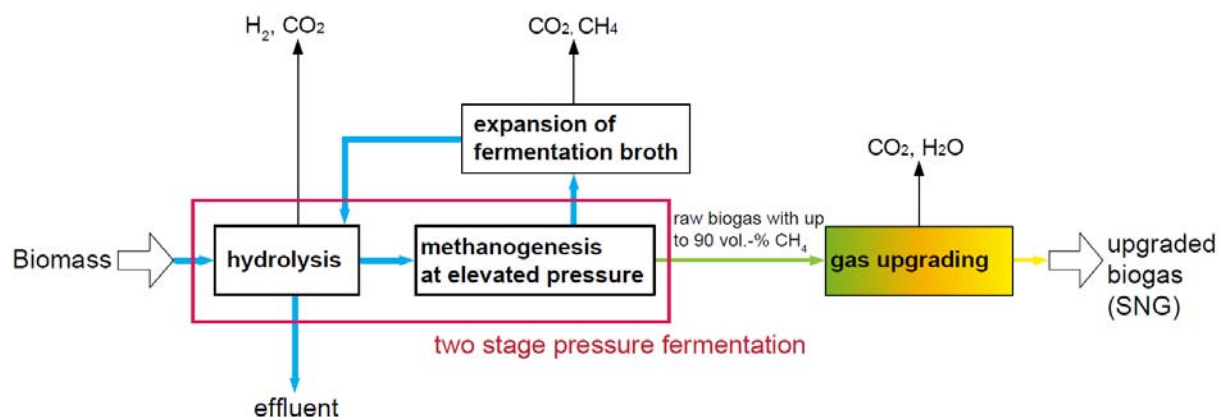 H₂, CO₂
CO₂, CH₄
expansion of
fermentation broth
CO₂, H₂O
Biomass
hydrolysis
methanogenesis
at elevated pressure
raw biogas with up
to 90 vol.-% CH₄
gas upgrading
upgraded
biogas
(SNG)
two stage pressure fermentation
effluent